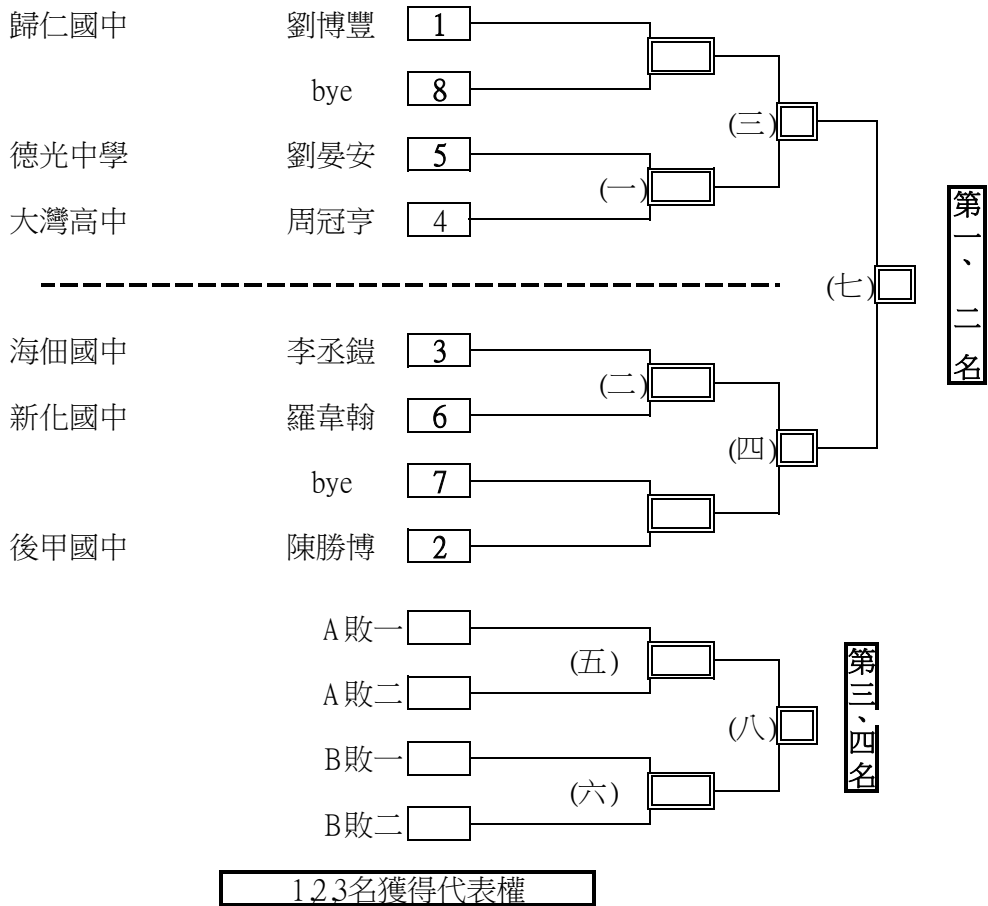 歸仁國中 劉博豐 1
bye 8
(三)
德光中學 劉晏安 5
(一)
大灣高中 周冠亨 4
第一、二名
(七)
海佃國中 李丞鎧 3
(二)
新化國中 羅韋翰 6
(四)
bye 7
後甲國中 陳勝博 2
A敗一
(五)
A敗二
第三、四名
(八)
B敗一
(六)
B敗二
1,2,3名獲得代表權